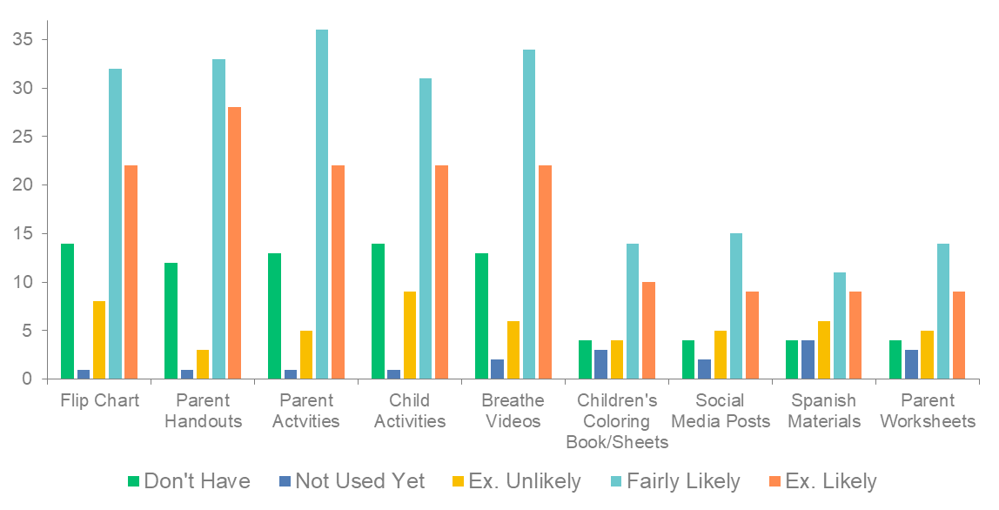 35
30
25
20
15
10
5
0
Flip Chart
Parent
Handouts
Parent
Actvities
Child
Activities
Breathe
Videos
Children's
Coloring
Book/Sheets
Social
Media Posts
Spanish
Materials
Parent
Worksheets
Don't Have Not Used Yet Ex. Unlikely Fairly Likely Ex. Likely